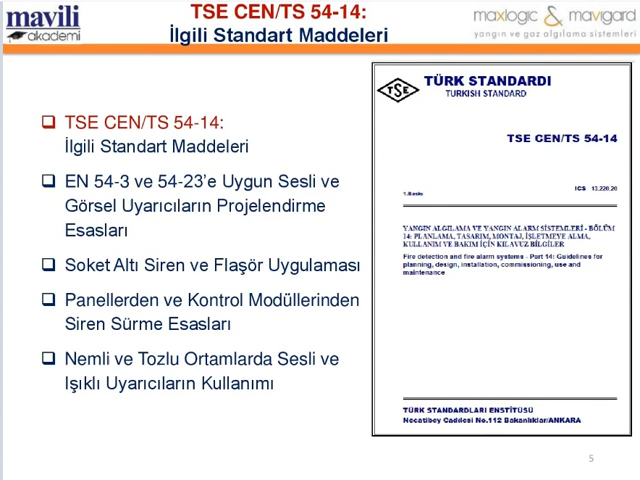 mavili
akademi
TSE CEN/TS 54-14:
İlgili Standart Maddeleri
maxlogic & mavigard
yangın ve gaz algılama sistemleri
❑ TSE CEN/TS 54-14:
İlgili Standart Maddeleri
❑ EN 54-3 ve 54-23’e Uygun Sesli ve
Görsel Uyarıcıların Projelendirme
Esasları
❑ Soket Altı Siren ve Flaşör Uygulaması
❑ Panellerden ve Kontrol Modüllerinden
Siren Sürme Esasları
❑ Nemli ve Tozlu Ortamlarda Sesli ve
Işıklı Uyarıcıların Kullanımı
TSE
TÜRK STANDARDI
TURKISH STANDARD
TSE CEN/TS 54-14
ICS 13.220.20
1.Baskı
YANGIN ALGILAMA VE YANGIN ALARM SİSTEMLERİ - BÖLÜM
14: PLANLAMA, TASARIM, MONTAJ, İŞLETMEYE ALMA,
KULLANIM VE BAKIM İÇİN KILAVUZ BİLGİLER
Fire detection and fire alarm systems - Part 14: Guidelines for
planning, design, installation, commissioning, use and
maintenance
TÜRK STANDARDLARI ENSTİTÜSÜ
Necatibey Caddesi No.112 Bakanlıklar/ANKARA
5